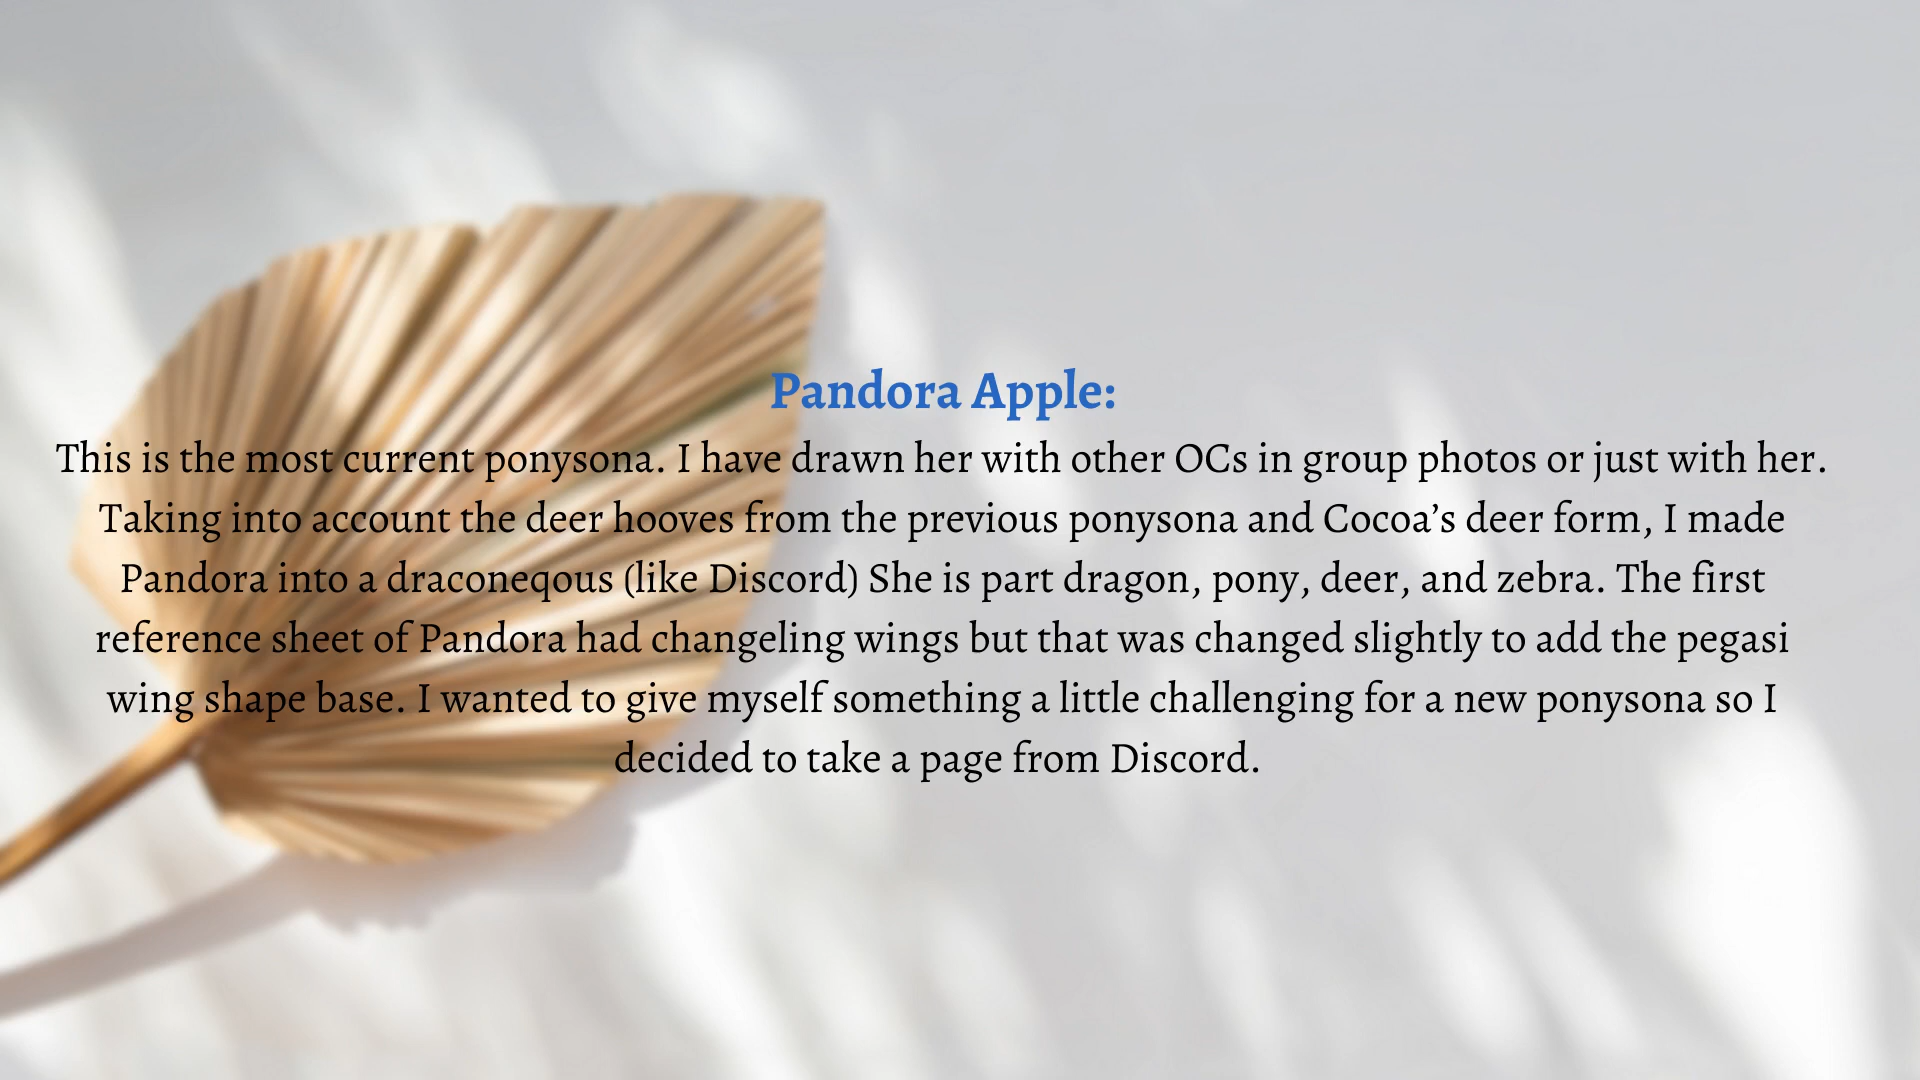 Pandora Apple:
This is the most current ponysona. I have drawn her with other OCs in group photos or just with her.
Taking into account the deer hooves from the previous ponysona and Cocoa’s deer form, I made
Pandora into a draconeqous (like Discord) She is part dragon, pony, deer, and zebra. The first
reference sheet of Pandora had changeling wings but that was changed slightly to add the pegasi
wing shape base. I wanted to give myself something a little challenging for a new ponysona so I
decided to take a page from Discord.